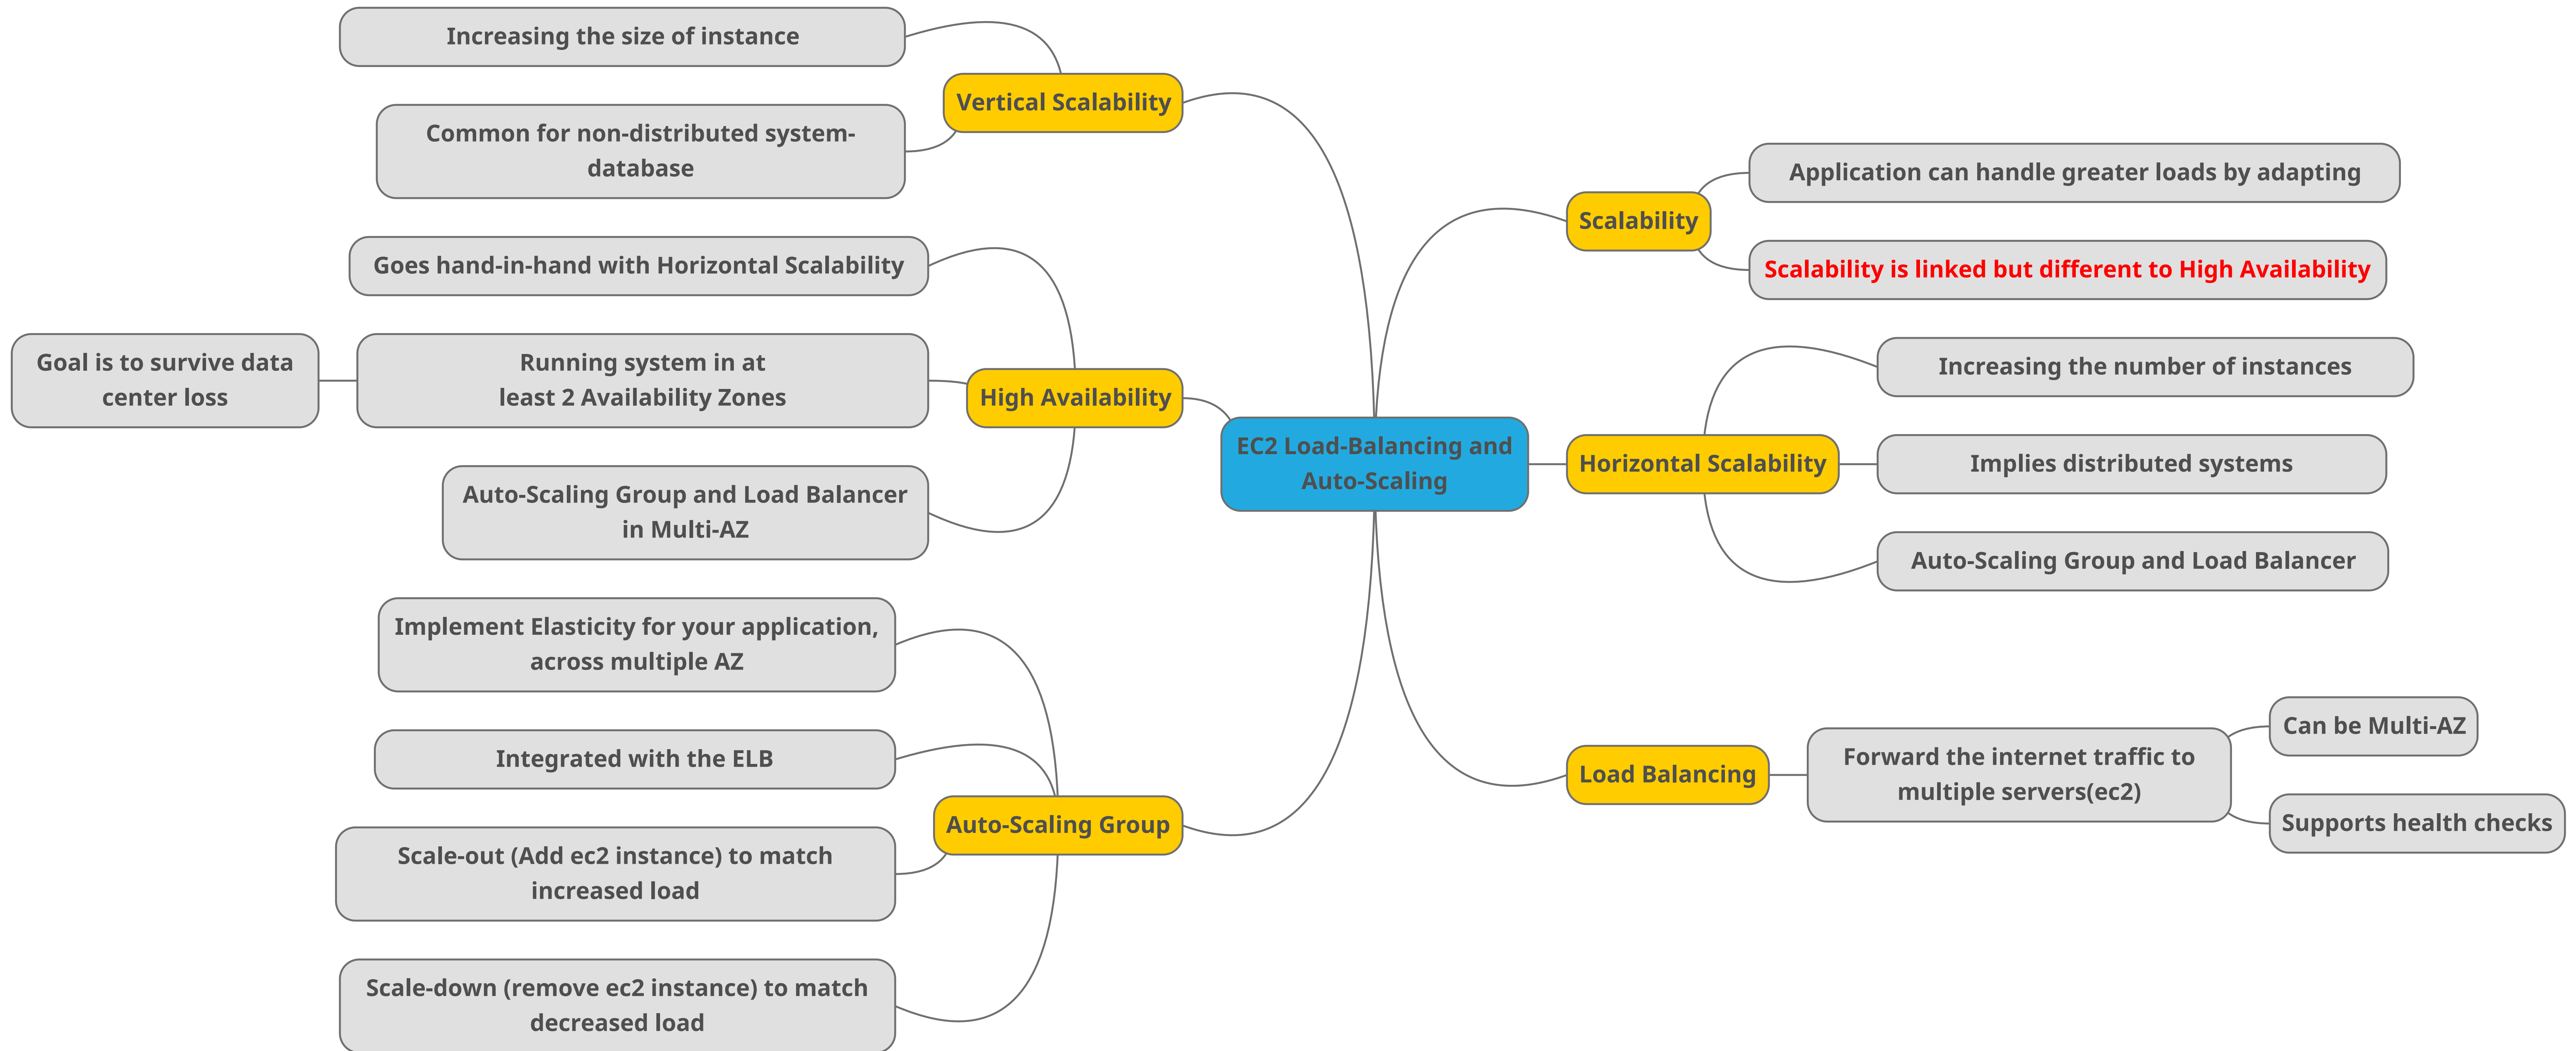 Increasing the size of instance
Vertical Scalability
Common for non-distributed system-
database
Goes hand-in-hand with Horizontal Scalability
Goal is to survive data
center loss
Running system in at
least 2 Availability Zones
High Availability
Auto-Scaling Group and Load Balancer
in Multi-AZ
Implement Elasticity for your application,
across multiple AZ
Integrated with the ELB
Auto-Scaling Group
Scale-out (Add ec2 instance) to match
increased load
Scale-down (remove ec2 instance) to match
decreased load
EC2 Load-Balancing and
Auto-Scaling
Application can handle greater loads by adapting
Scalability
Scalability is linked but different to High Availability
Increasing the number of instances
Horizontal Scalability
Implies distributed systems
Auto-Scaling Group and Load Balancer
Load Balancing
Forward the internet traffic to
multiple servers(ec2)
Can be Multi-AZ
Supports health checks